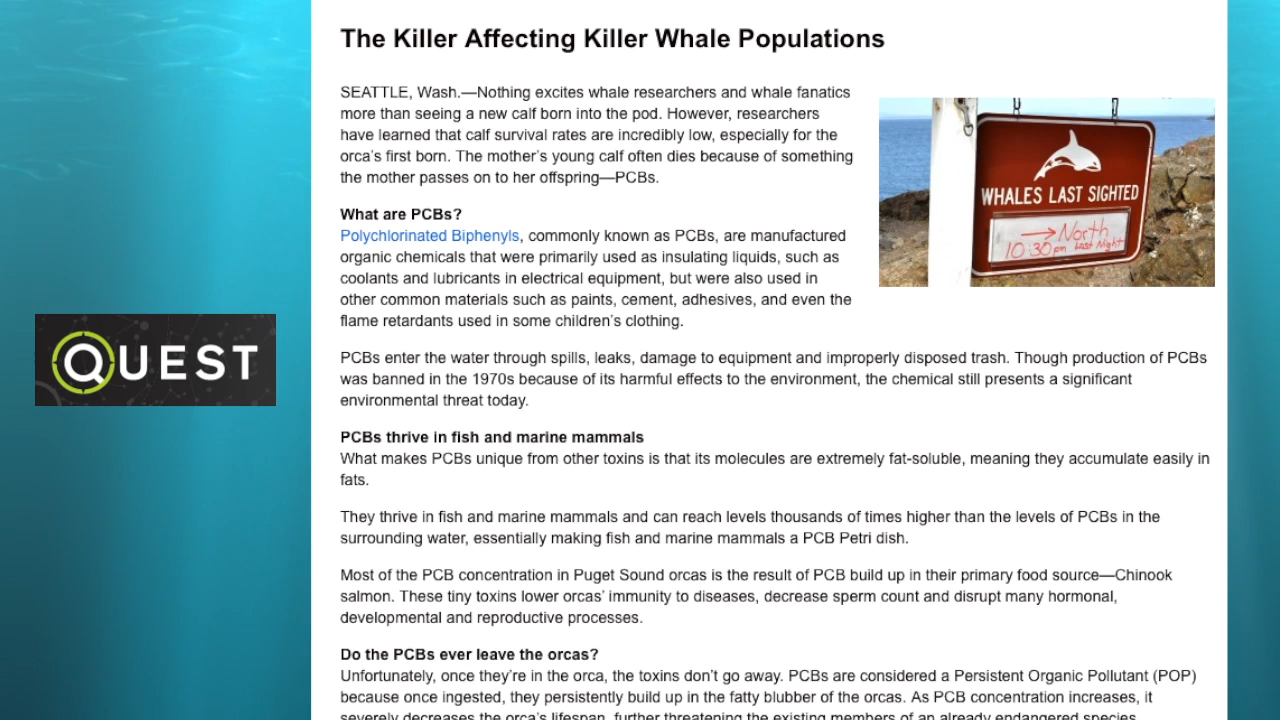 The Killer Affecting Killer Whale Populations
SEATTLE, Wash.—Nothing excites whale researchers and whale fanatics
more than seeing a new calf born into the pod. However, researchers
have learned that calf survival rates are incredibly low, especially for the
orca's first born. The mother's young calf often dies because of something
the mother passes on to her offspring—PCBs.
WHALES LAST SIGHTED
→ North
10:30pm Last Night
What are PCBs?
Polychlorinated Biphenyls, commonly known as PCBs, are manufactured
organic chemicals that were primarily used as insulating liquids, such as
coolants and lubricants in electrical equipment, but were also used in
other common materials such as paints, cement, adhesives, and even the
flame retardants used in some children's clothing.
QUEST
PCBs enter the water through spills, leaks, damage to equipment and improperly disposed trash. Though production of PCBs
was banned in the 1970s because of its harmful effects to the environment, the chemical still presents a significant
environmental threat today.
PCBs thrive in fish and marine mammals
What makes PCBs unique from other toxins is that its molecules are extremely fat-soluble, meaning they accumulate easily in
fats.
They thrive in fish and marine mammals and can reach levels thousands of times higher than the levels of PCBs in the
surrounding water, essentially making fish and marine mammals a PCB Petri dish.
Most of the PCB concentration in Puget Sound orcas is the result of PCB build up in their primary food source—Chinook
salmon. These tiny toxins lower orcas' immunity to diseases, decrease sperm count and disrupt many hormonal,
developmental and reproductive processes.
Do the PCBs ever leave the orcas?
Unfortunately, once they're in the orca, the toxins don't go away. PCBs are considered a Persistent Organic Pollutant (POP)
because once ingested, they persistently build up in the fatty blubber of the orcas. As PCB concentration increases, it
severely decreases the orca's lifespan, further threatening the existing members of an already endangered species.